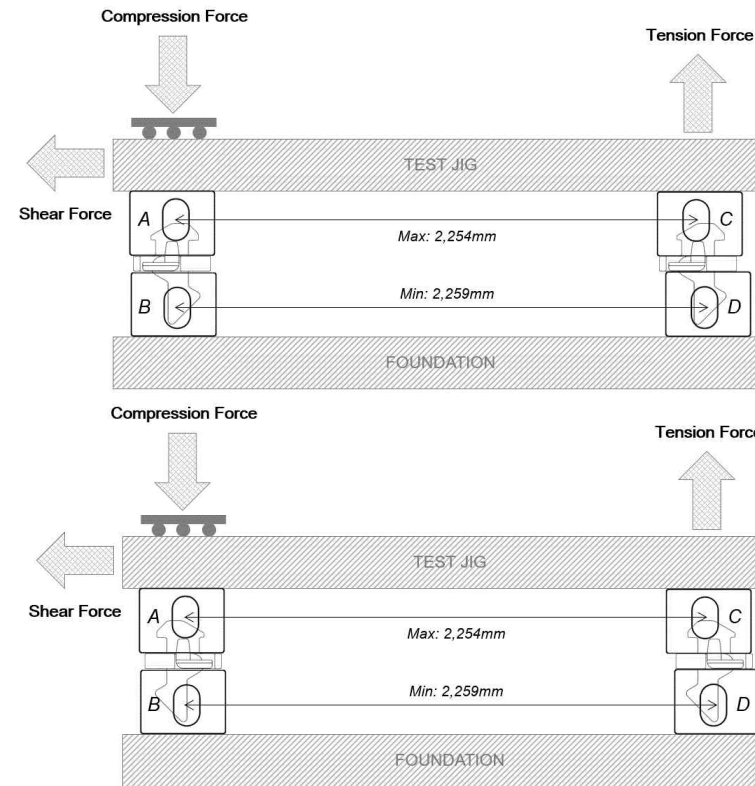 Compression Force
Tension Force
TEST JIG
Shear Force
A
C
Max: 2,254mm
B
Min: 2,259mm
D
FOUNDATION
Compression Force
Tension Force
TEST JIG
Shear Force
A
C
Max: 2,254mm
B
Min: 2,259mm
D
FOUNDATION